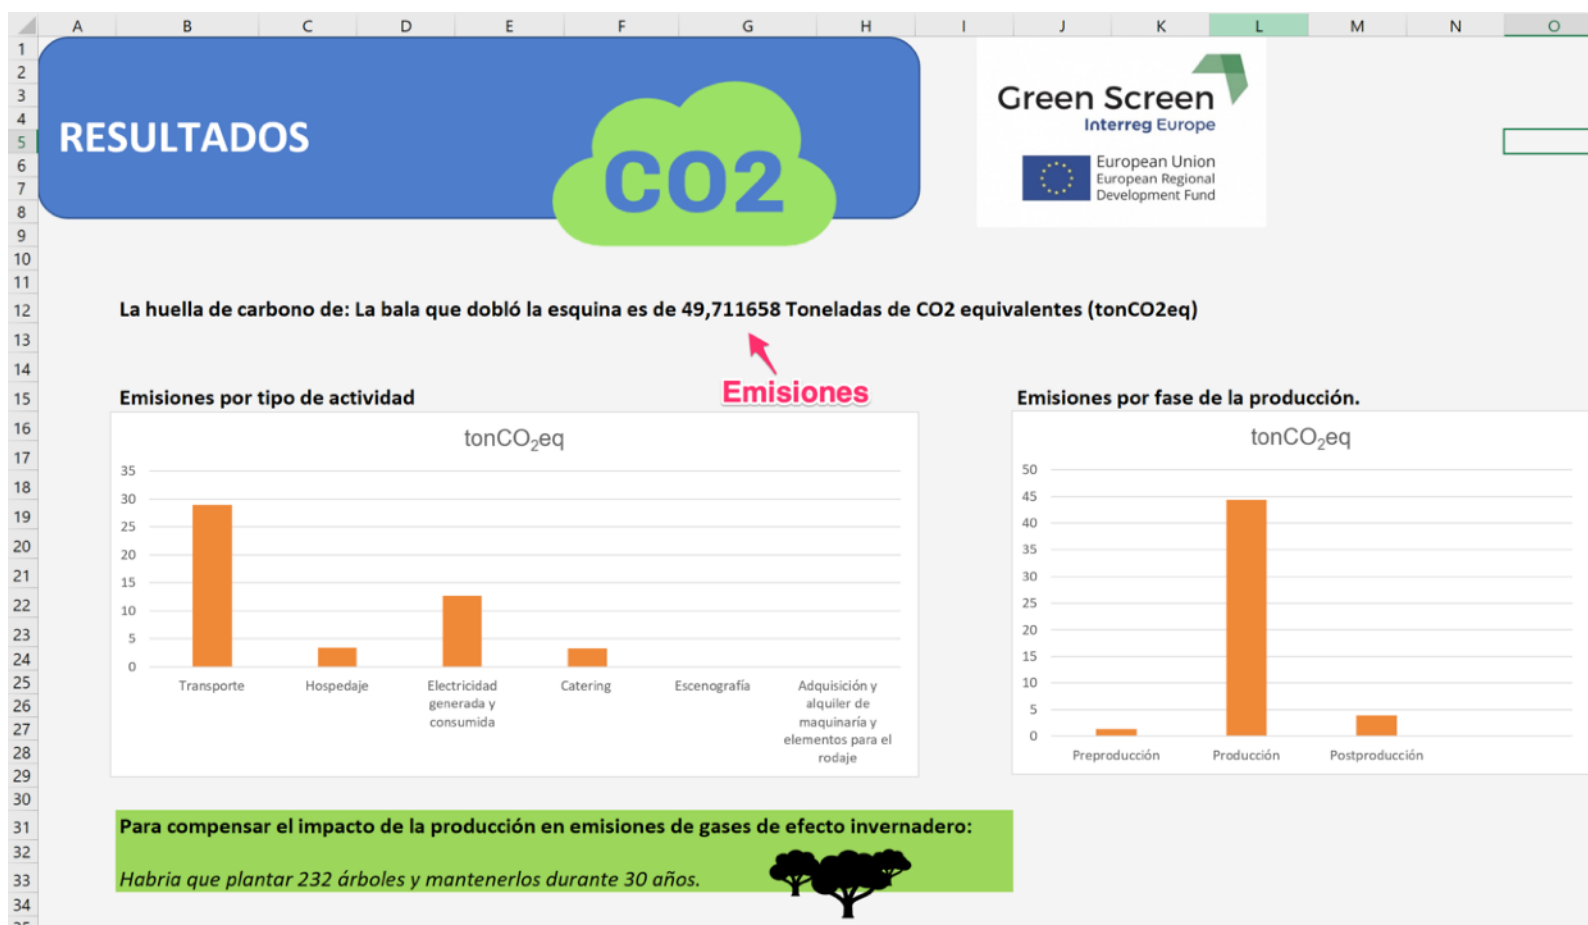 A B C D E F G H I J K L M N O
1
2
3
4
5
6
7
8
9
10
11
12
13
14
15
16
17
18
19
20
21
22
23
24
25
26
27
28
29
30
31
32
33
34
RESULTADOS
CO2
Green Screen
Interreg Europe
European Union
European Regional
Development Fund
La huella de carbono de: La bala que dobló la esquina es de 49,711658 Toneladas de CO2 equivalentes (tonCO2eq)
Emisiones
Emisiones por tipo de actividad
tonCO₂eq
35
30
25
20
15
10
5
0
Transporte
Hospedaje
Electricidad
generada y
consumida
Catering
Escenografía
Adquisición y
alquiler de
maquinaría y
elementos para el
rodaje
Emisiones por fase de la producción.
tonCO₂eq
50
45
40
35
30
25
20
15
10
5
0
Preproducción
Producción
Postproducción
Para compensar el impacto de la producción en emisiones de gases de efecto invernadero:
Habria que plantar 232 árboles y mantenerlos durante 30 años.